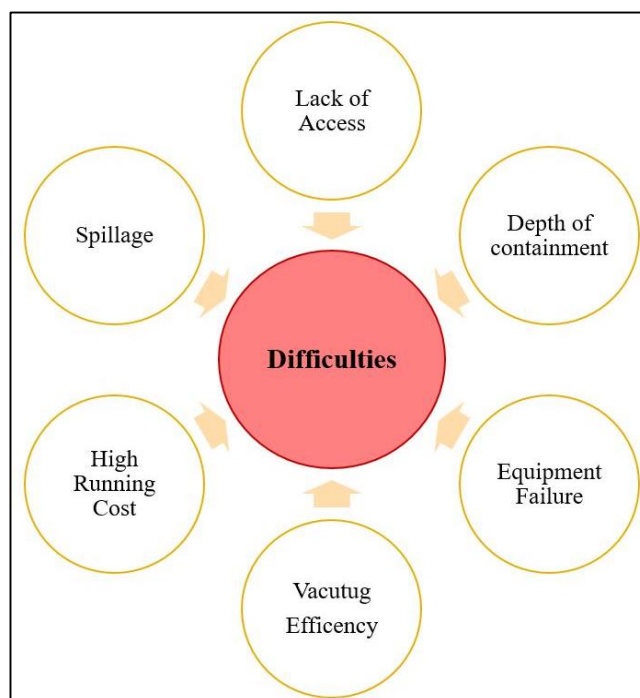 Lack of
Access
Depth of
containment
Equipment
Failure
Vacutug
Efficency
High
Running
Cost
Spillage
Difficulties